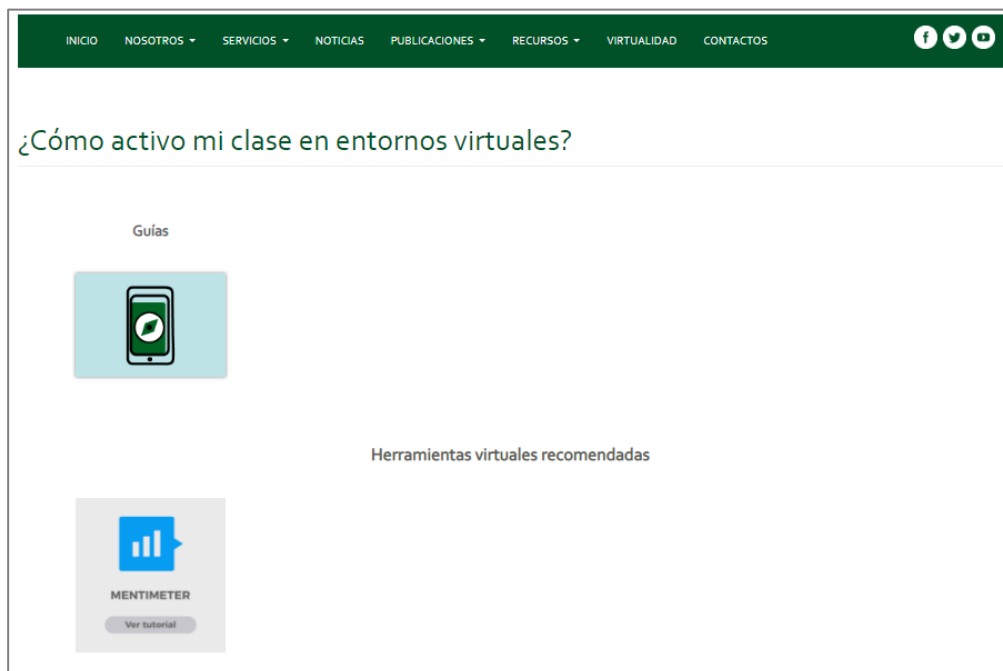 INICIO NOSOTROS SERVICIOS NOTICIAS PUBLICACIONES RECURSOS VIRTUALIDAD CONTACTOS
¿Cómo activo mi clase en entornos virtuales?
Guías
Herramientas virtuales recomendadas
MENTIMETER
Ver tutorial